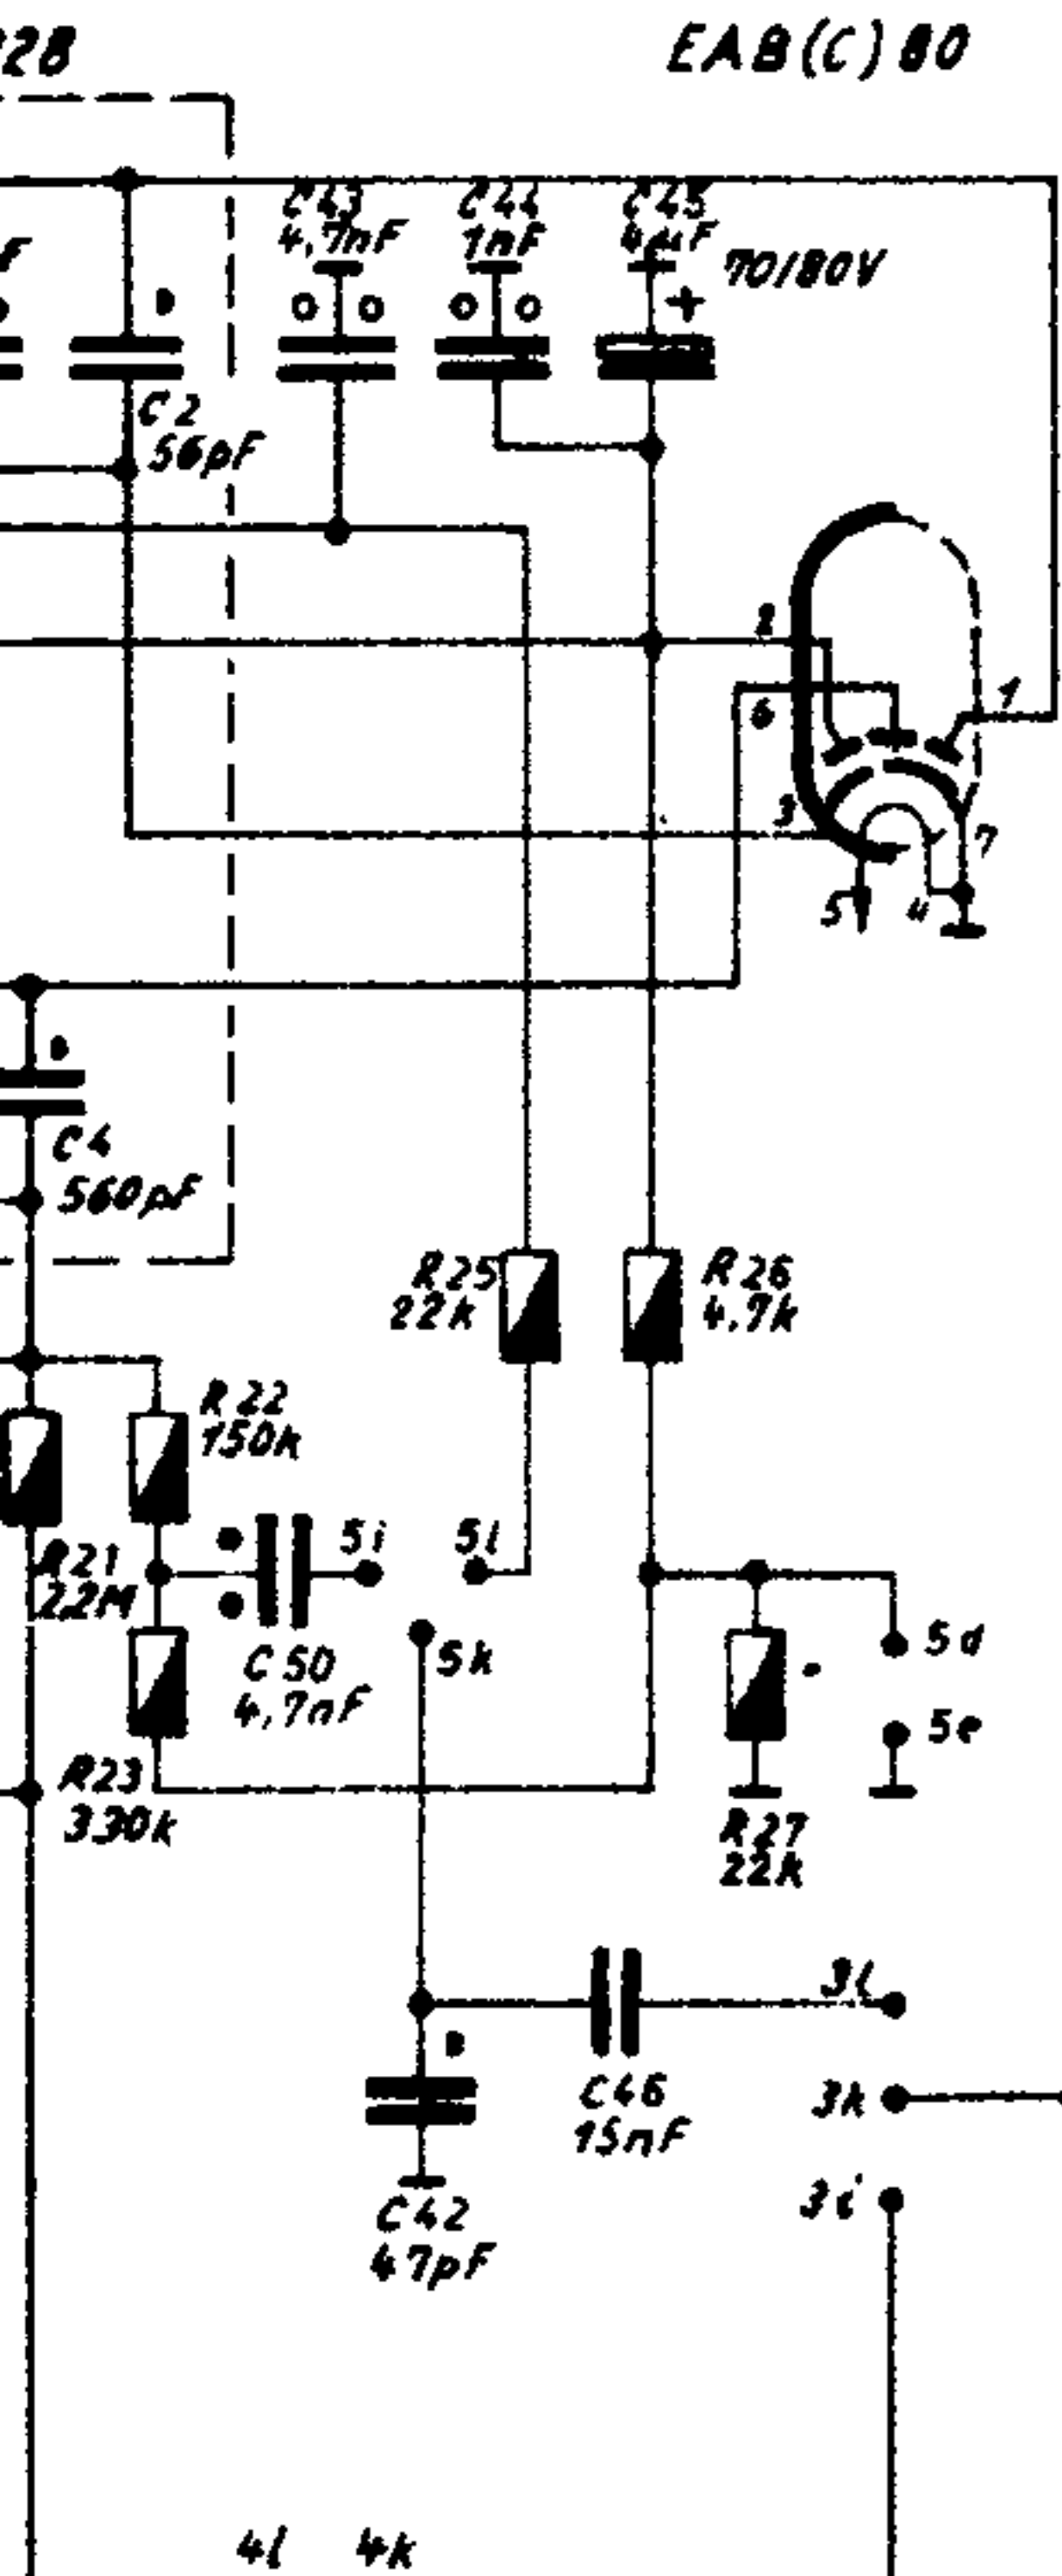 EAB(C)80
C43
4,7nF
C44
1nF
C45
4µF
70/80V
+
C2
56pF
2
6
1
3
7
5
4
C4
560pF
R25
22k
R26
4,7k
R22
150k
R21
2,2M
5i
5l
C50
4,7nF
5k
5d
5e
R23
330k
R27
22k
3l
C46
15nF
3k
3i
C42
47pF
4l 4k